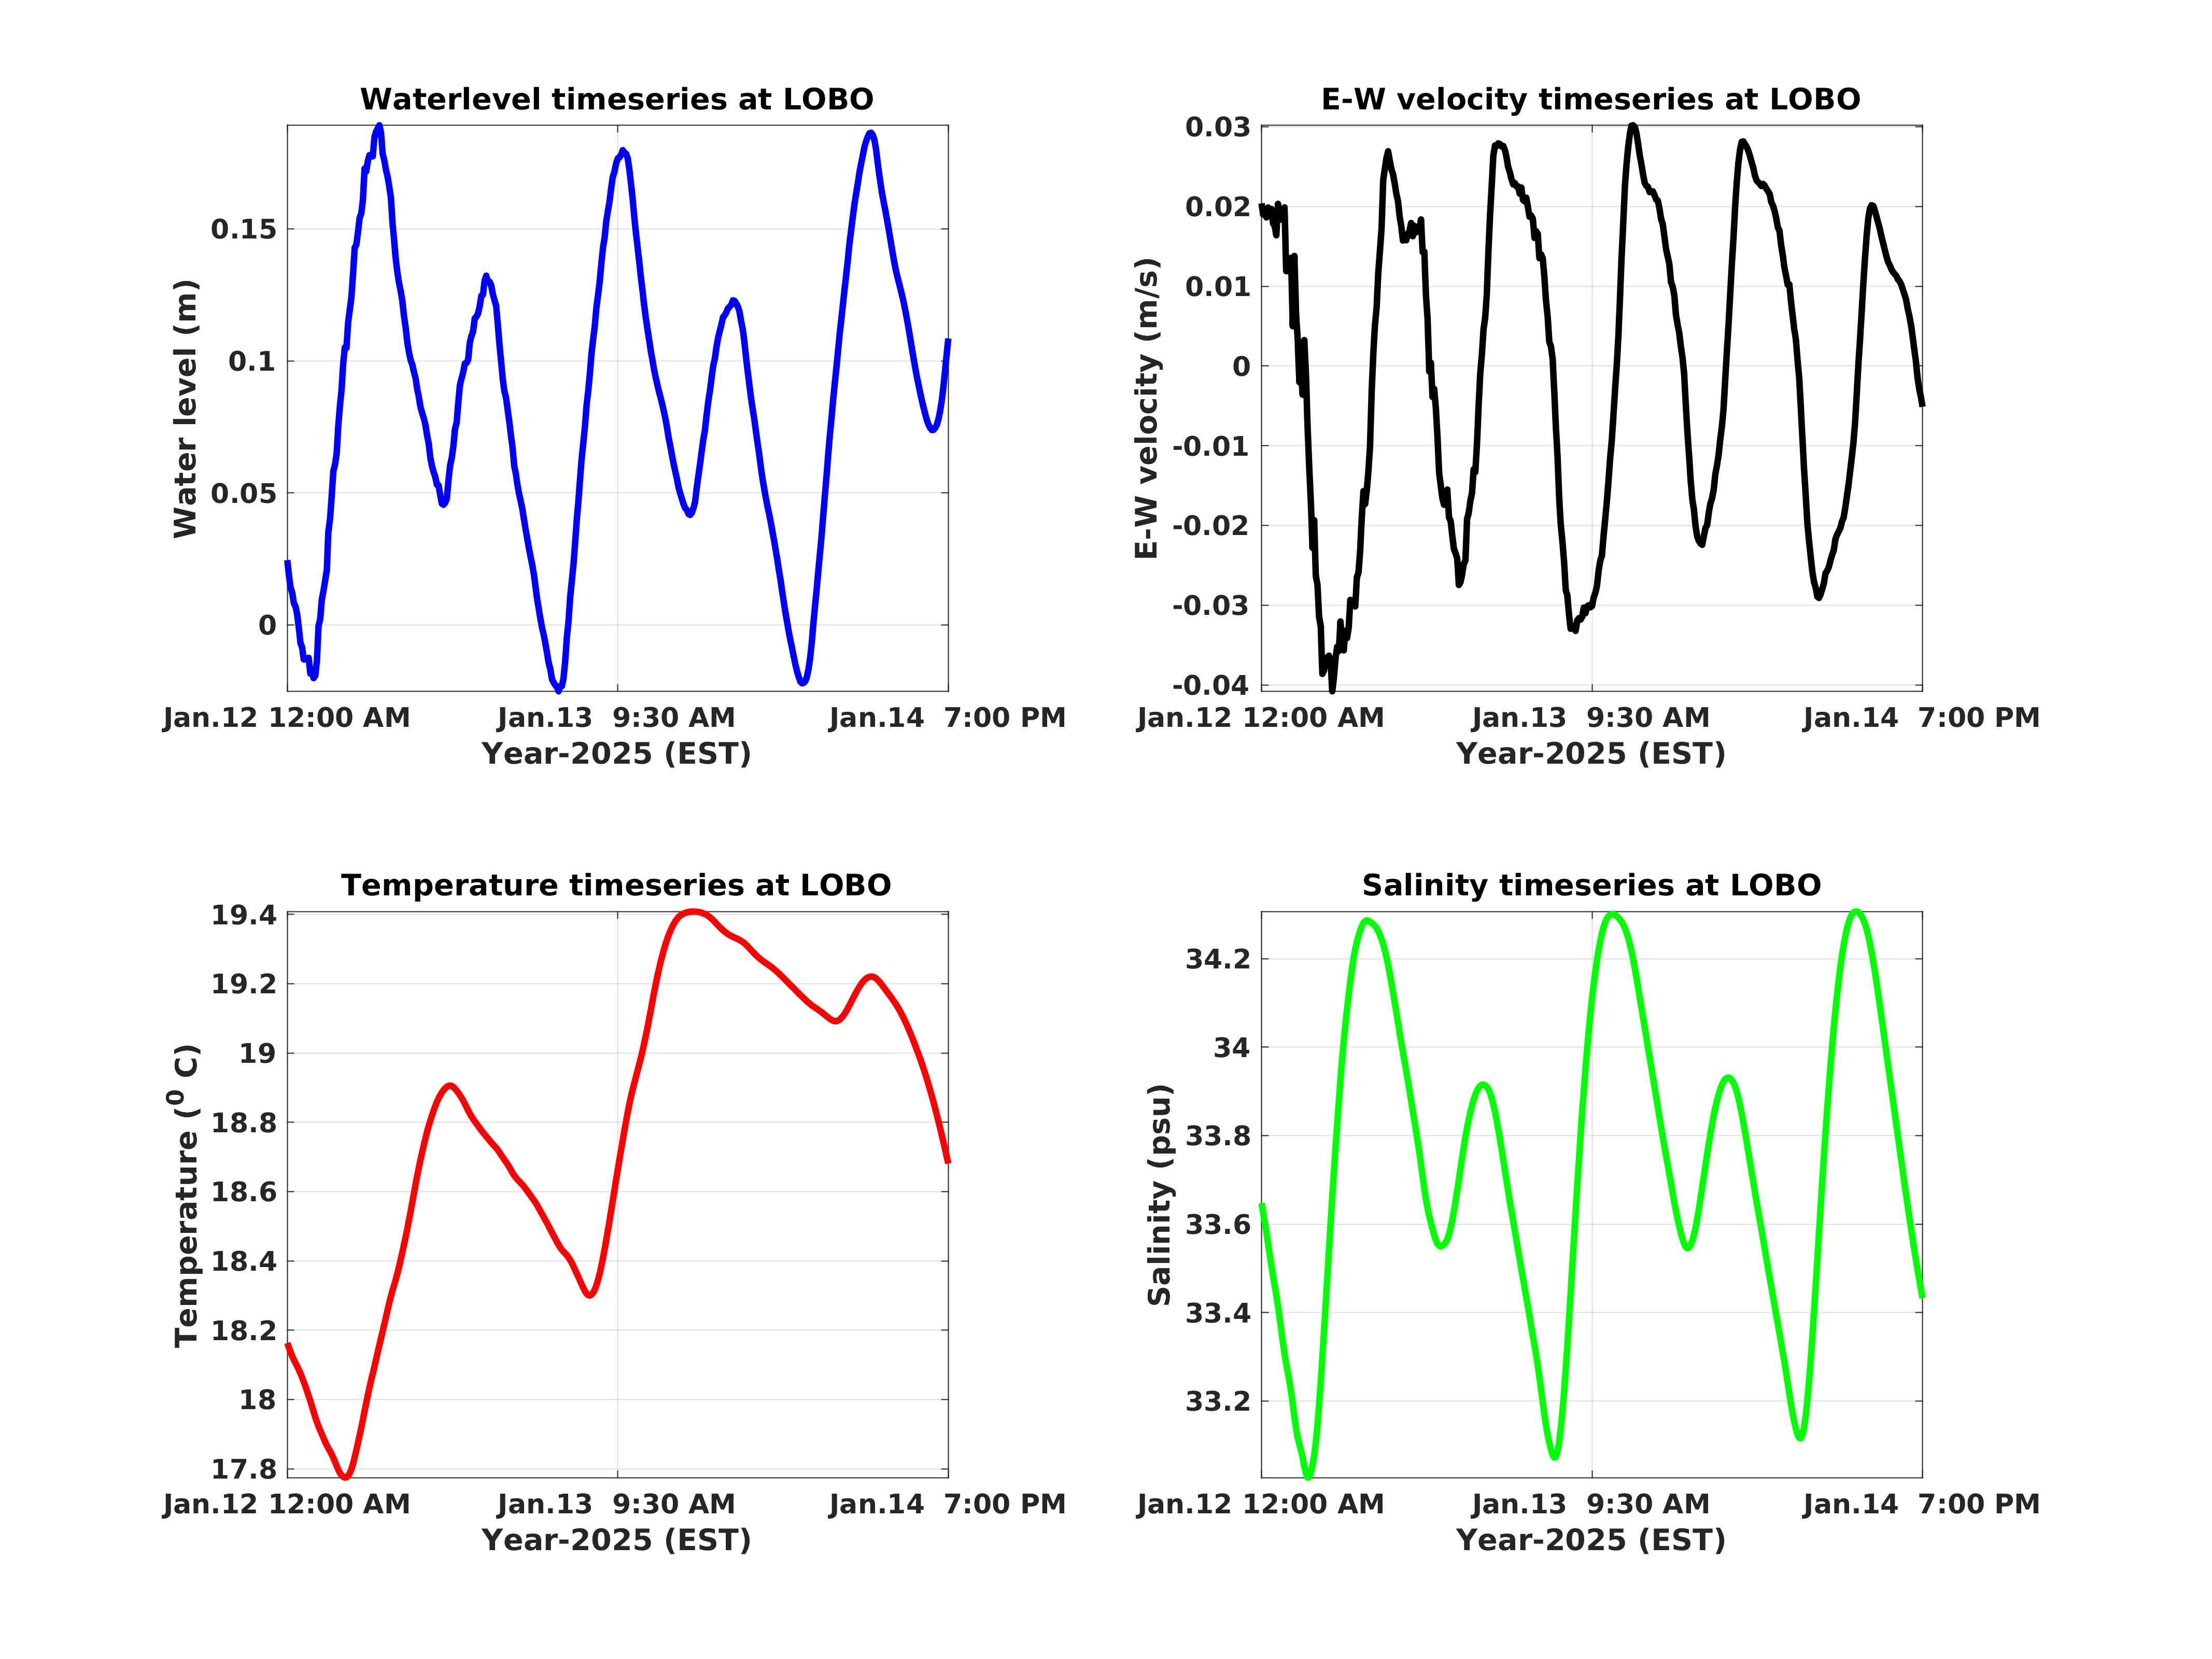 Waterlevel timeseries at LOBO
Water level (m)
0.15
0.1
0.05
0
Jan.12 12:00 AM
Jan.13  9:30 AM
Jan.14  7:00 PM
Year-2025 (EST)
E-W velocity timeseries at LOBO
E-W velocity (m/s)
0.03
0.02
0.01
0
-0.01
-0.02
-0.03
-0.04
Jan.12 12:00 AM
Jan.13  9:30 AM
Jan.14  7:00 PM
Year-2025 (EST)
Temperature timeseries at LOBO
Temperature (⁰ C)
19.4
19.2
19
18.8
18.6
18.4
18.2
18
17.8
Jan.12 12:00 AM
Jan.13  9:30 AM
Jan.14  7:00 PM
Year-2025 (EST)
Salinity timeseries at LOBO
Salinity (psu)
34.2
34
33.8
33.6
33.4
33.2
Jan.12 12:00 AM
Jan.13  9:30 AM
Jan.14  7:00 PM
Year-2025 (EST)